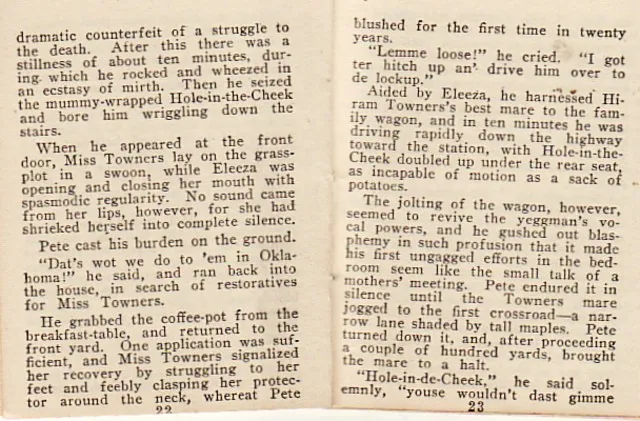 dramatic counterfeit of a struggle to
the death. After this there was a
stillness of about ten minutes, dur-
ing which he rocked and wheezed in
an ecstasy of mirth. Then he seized
the mummy-wrapped Hole-in-the-Cheek
and bore him wriggling down the
stairs.
When he appeared at the front
door, Miss Towners lay on the grass-
plot in a swoon, while Eleeza was
opening and closing her mouth with
spasmodic regularity. No sound came
from her lips, however, for she had
shrieked herself into complete silence.
Pete cast his burden on the ground.
"Dat's wot we do to 'em in Okla-
homa!" he said, and ran back into
the house, in search of restoratives
for Miss Towners.
He grabbed the coffee-pot from the
breakfast-table, and returned to the
front yard. One application was suf-
ficient, and Miss Towners signalized
her recovery by struggling to her
feet and feebly clasping her protec-
tor around the neck, whereat Pete
22
blushed for the first time in twenty
years.
"Lemme loose!" he cried. "I got
ter hitch up an' drive him over to
de lockup."
Aided by Eleeza, he harnessed Hi-
ram Towners's best mare to the fam-
ily wagon, and in ten minutes he was
driving rapidly down the highway
toward the station, with Hole-in-the-
Cheek doubled up under the rear seat,
as incapable of motion as a sack of
potatoes.
The jolting of the wagon, however,
seemed to revive the yeggman's vo-
cal powers, and he gushed out blas-
phemy in such profusion that it made
his first ungagged efforts in the bed-
room seem like the small talk of a
mothers' meeting. Pete endured it in
silence until the Towners mare
jogged to the first crossroad—a nar-
row lane shaded by tall maples. Pete
turned down it, and, after proceeding
a couple of hundred yards, brought
the mare to a halt.
"Hole-in-de-Cheek," he said sol-
emnly, "youse wouldn't dast gimme
23